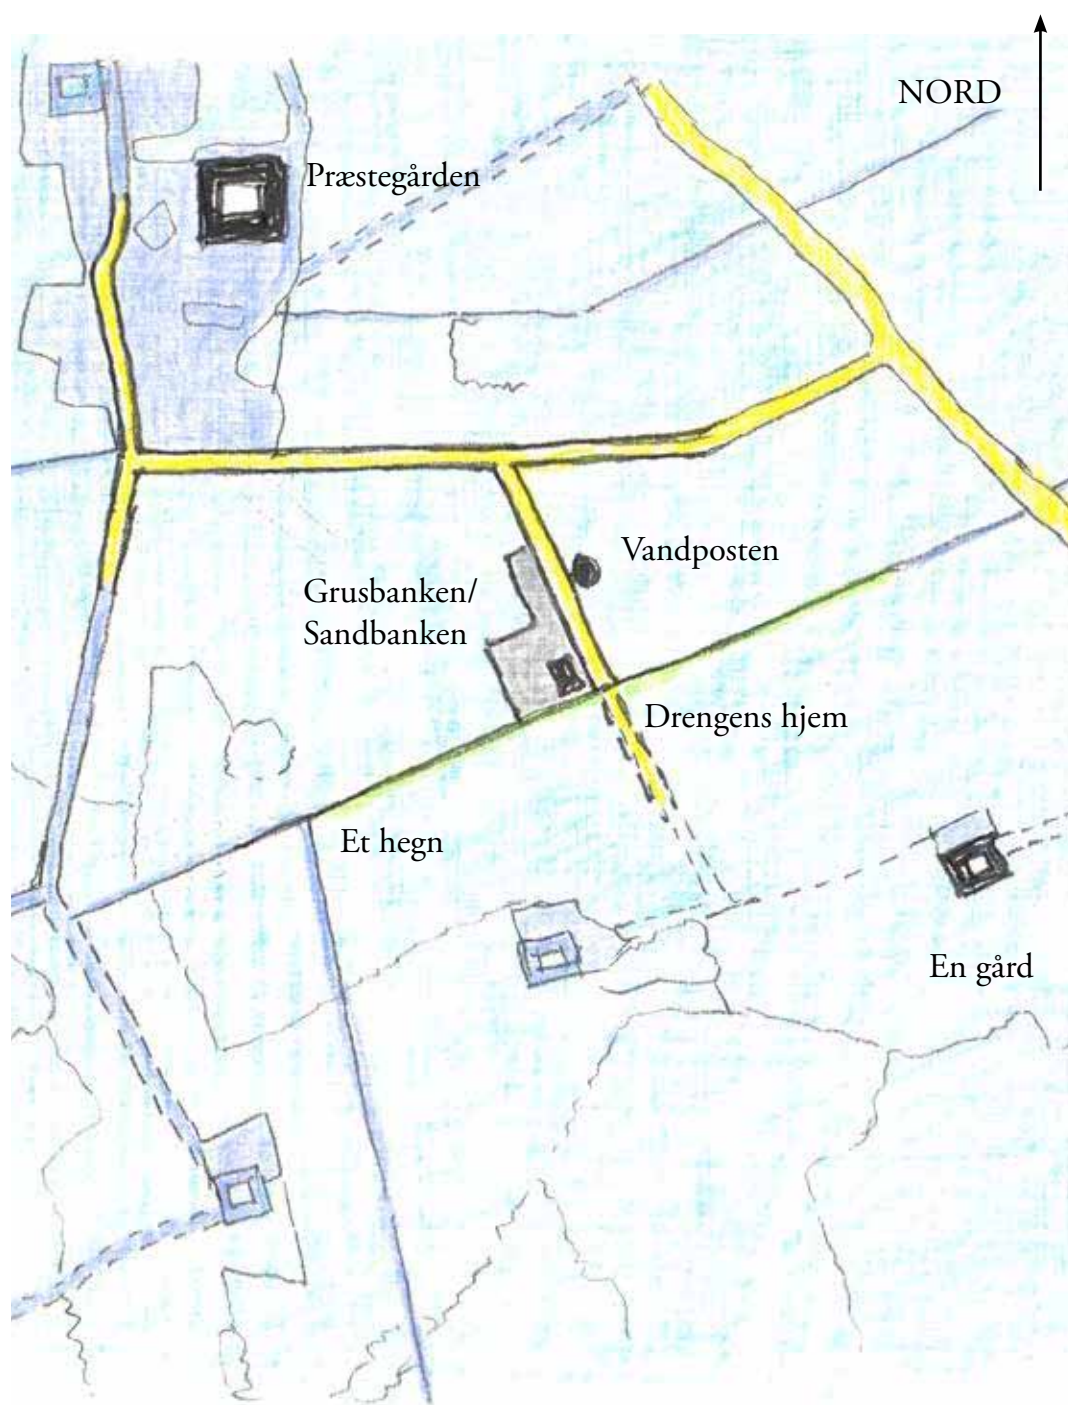 NORD
Præstegården
Vandposten
Grusbanken/
Sandbanken
Drengens hjem
Et hegn
En gård